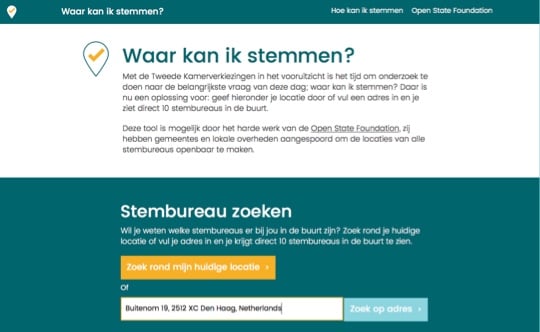 Waar kan ik stemmen?
Hoe kan ik stemmen Open State Foundation
Waar kan ik stemmen?
Met de Tweede Kamerverkiezingen in het vooruitzicht is het tijd om onderzoek te
doen naar de belangrijkste vraag van deze dag; waar kan ik stemmen? Daar is
nu een oplossing voor: geef hieronder je locatie door of vul een adres in en je
ziet direct 10 stembureaus in de buurt.
Deze tool is mogelijk door het harde werk van de Open State Foundation, zij
hebben gemeentes en lokale overheden aangespoord om de locaties van alle
stembureaus openbaar te maken.
Stembureau zoeken
Wil je weten welke stembureaus er bij jou in de buurt zijn? Zoek rond je huidige
locatie of vul je adres in en je krijgt direct 10 stembureaus in de buurt te zien.
Zoek rond mijn huidige locatie ›
Of
Buitenom 19, 2512 XC Den Haag, Netherlands
Zoek op adres ›